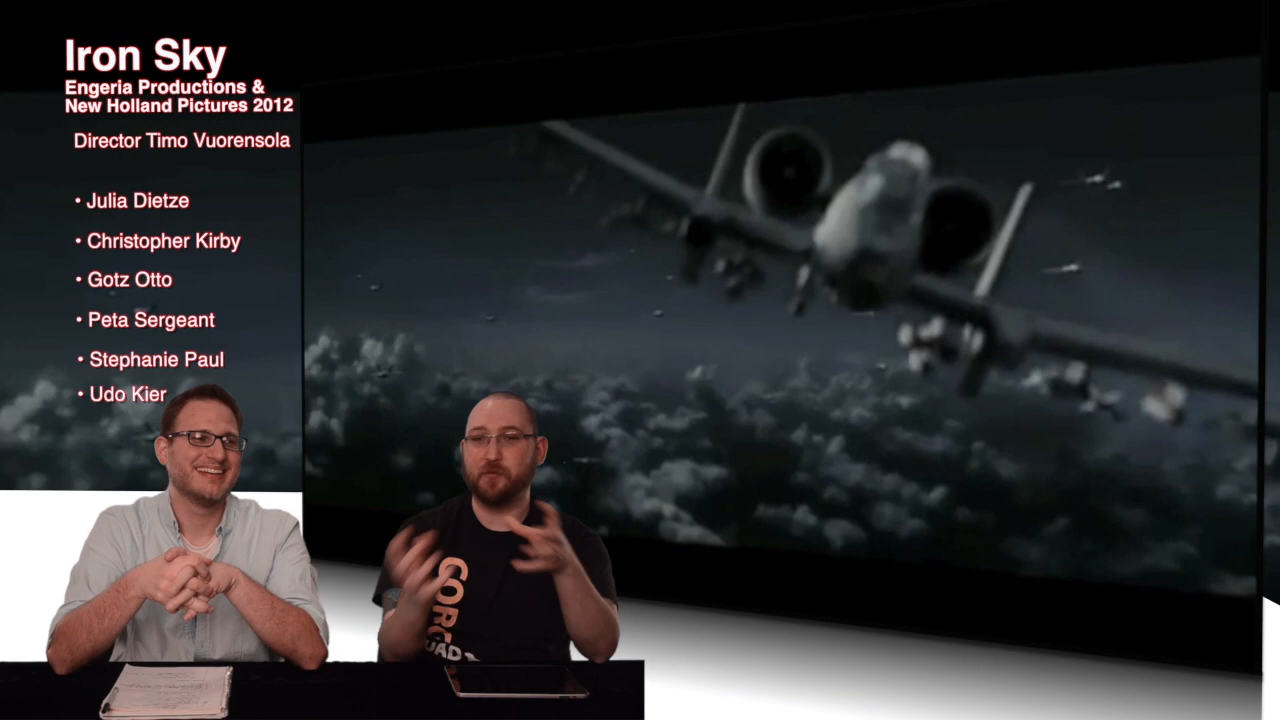 Iron Sky
Engeria Productions &
New Holland Pictures 2012
Director Timo Vuorensola
• Julia Dietze
• Christopher Kirby
• Gotz Otto
• Peta Sergeant
• Stephanie Paul
• Udo Kier